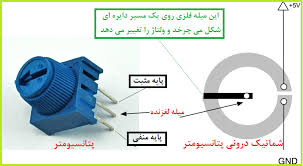 این میله فلزی روی یک مسیر دایره ای
شکل می چرخد و ولتاژ را تغییر می دهد
+5V
پایه مثبت
میله لغزنده
پایه منفی
شماتیک درونی پتانسیومتر
پتانسیومتر
GND